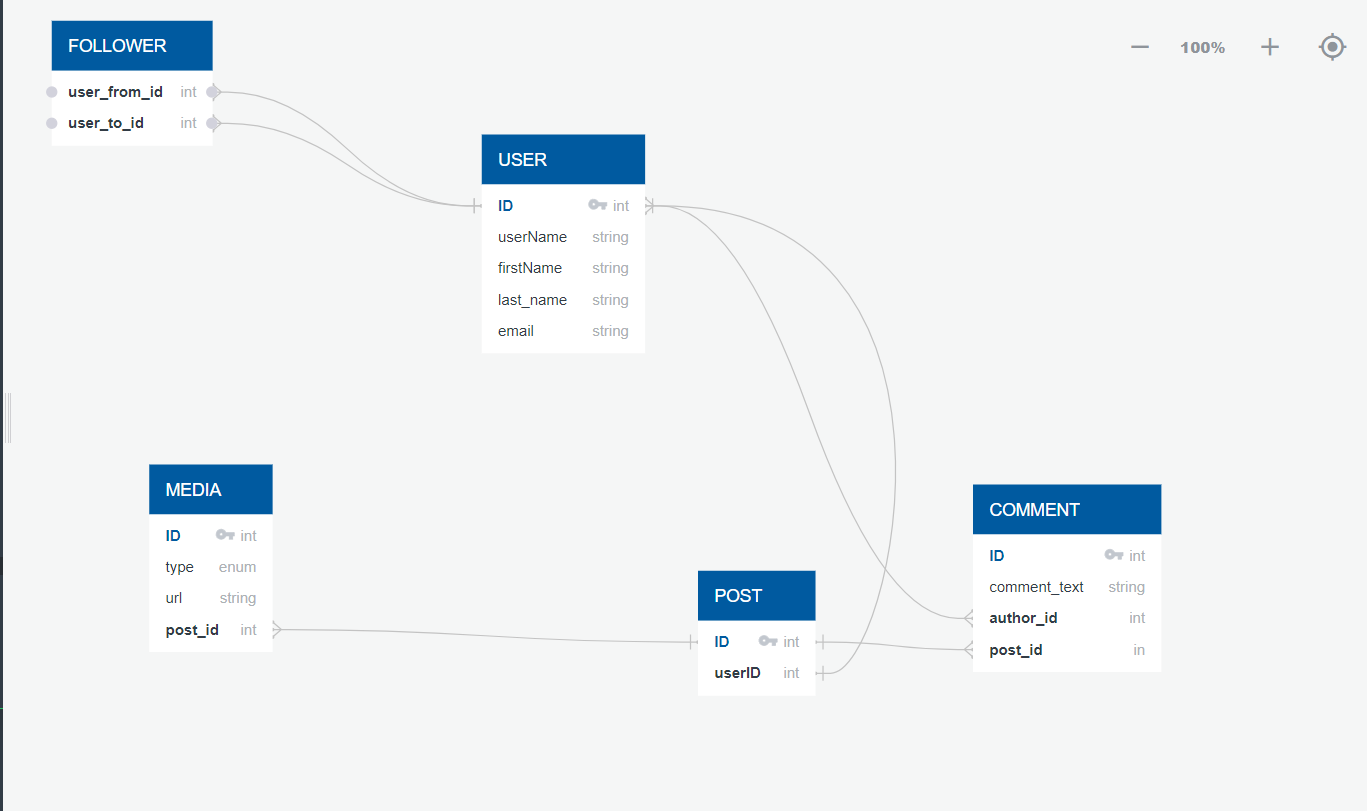 FOLLOWER
user_from_id int
user_to_id int
100%
USER
ID int
userName string
firstName string
last_name string
email string
MEDIA
ID int
type enum
url string
post_id int
POST
ID int
userID int
COMMENT
ID int
comment_text string
author_id int
post_id in